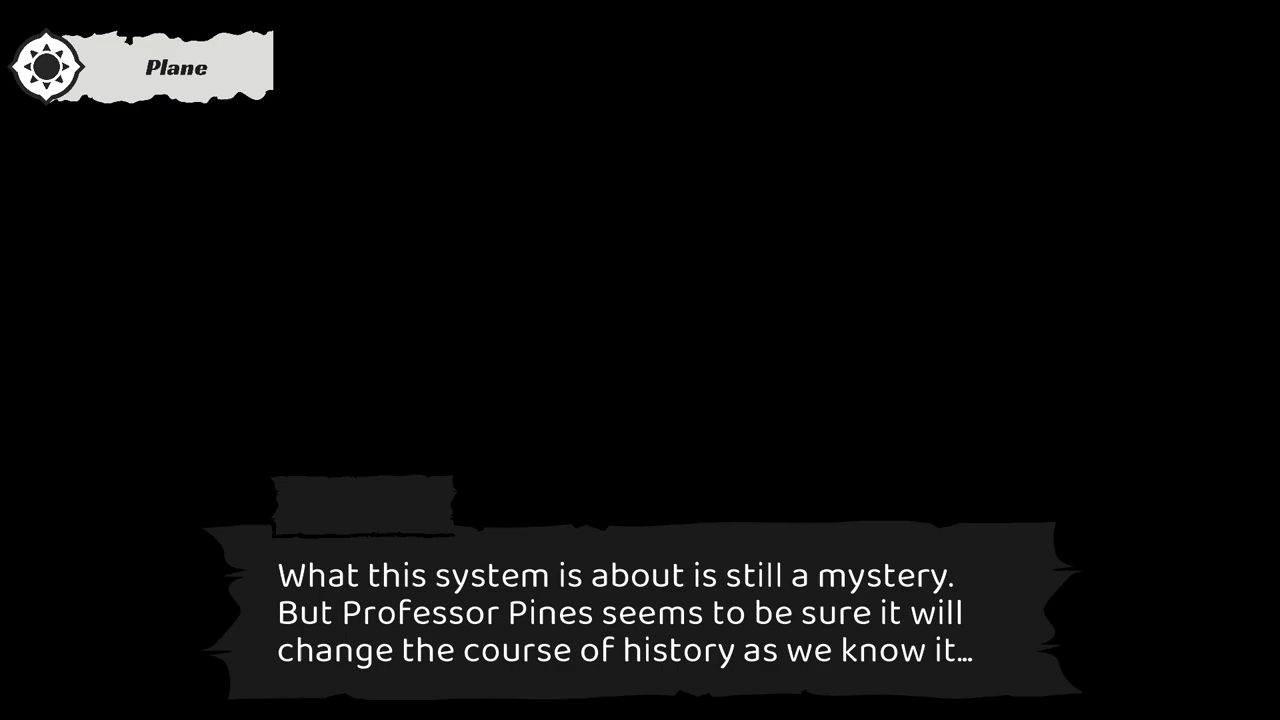 Plane
What this system is about is still a mystery.
But Professor Pines seems to be sure it will
change the course of history as we know it...